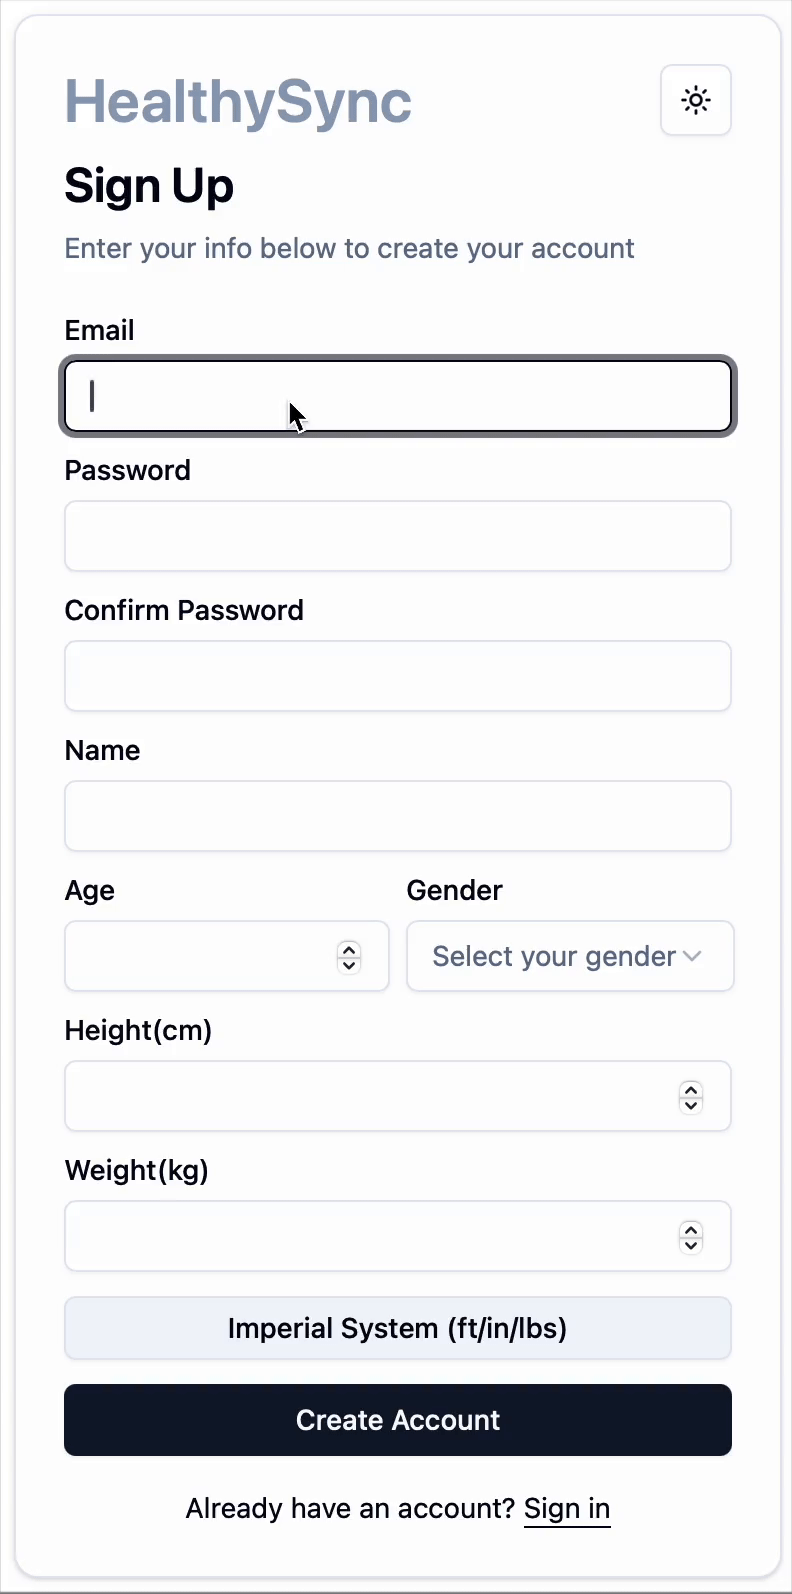 HealthySync
Sign Up
Enter your info below to create your account
Email
Password
Confirm Password
Name
Age
Gender
Select your gender
Height(cm)
Weight(kg)
Imperial System (ft/in/lbs)
Create Account
Already have an account? Sign in